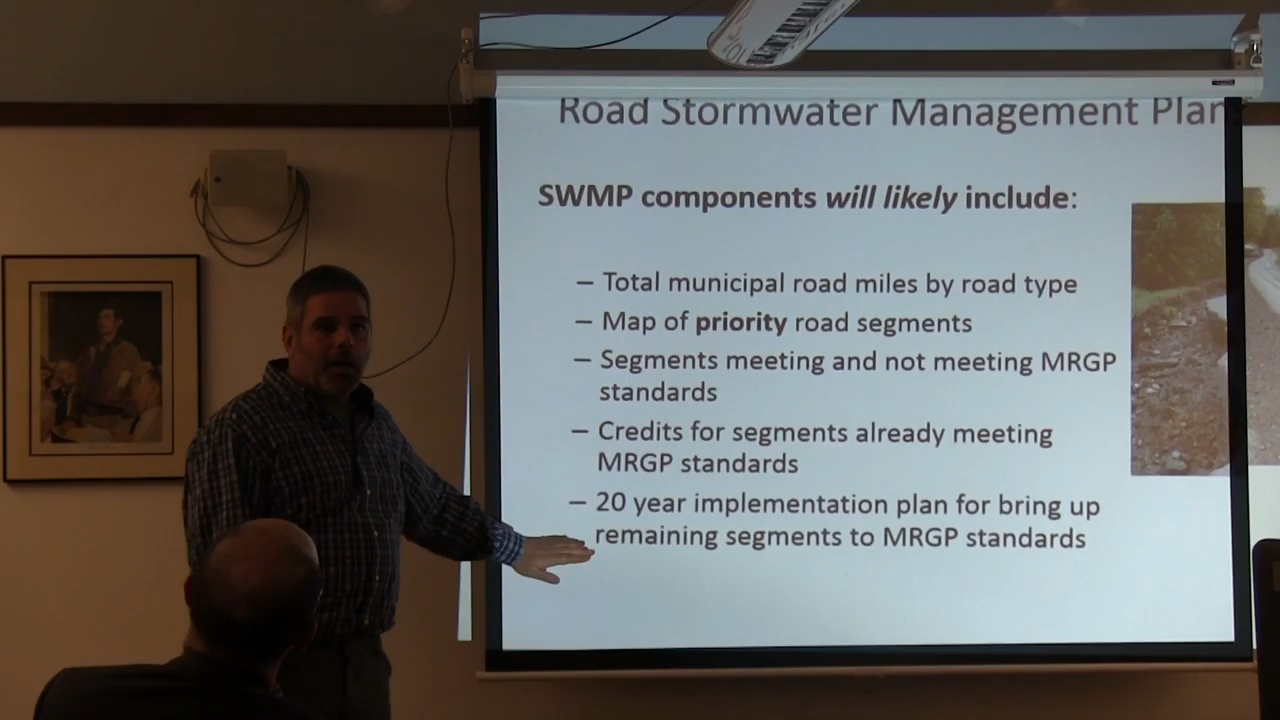 Road Stormwater Management Plan
SWMP components will likely include:
– Total municipal road miles by road type
– Map of priority road segments
– Segments meeting and not meeting MRGP
standards
– Credits for segments already meeting
MRGP standards
– 20 year implementation plan for bring up
remaining segments to MRGP standards